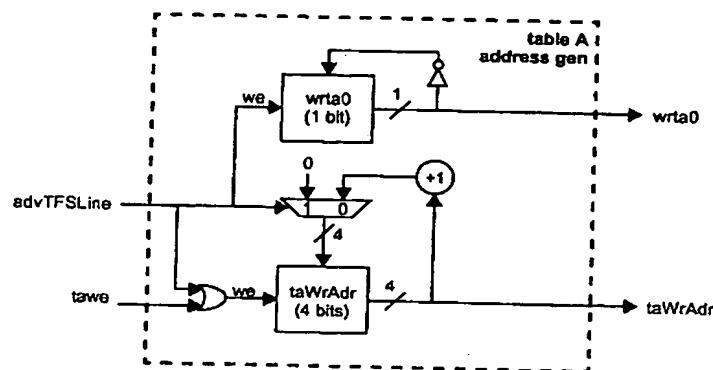 table A
address gen
we
wrta0
(1 bit)
1
wrta0
0
+1
advTFSLine
1 0
4
tawe
we
taWrAdr
(4 bits)
4
taWrAdr